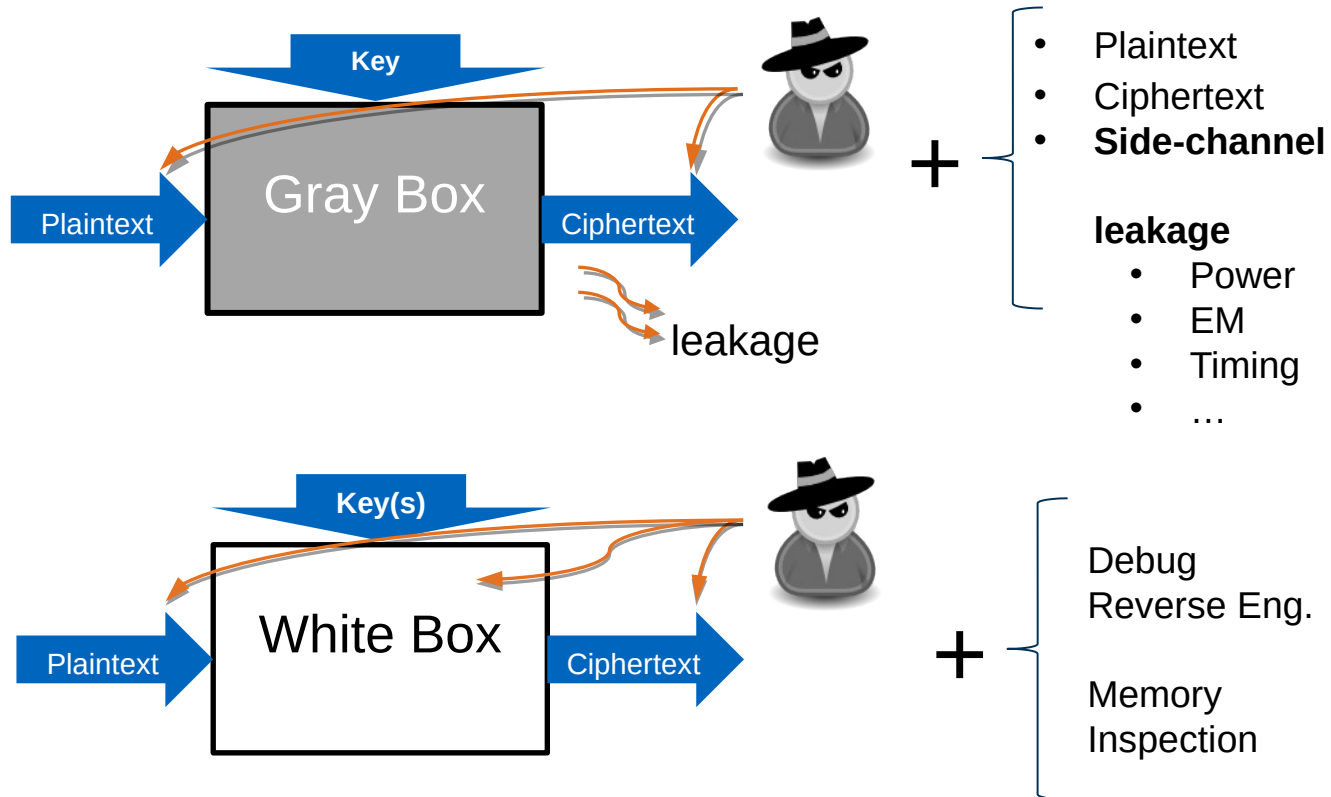 Key
Gray Box
Plaintext
Ciphertext
leakage
+
• Plaintext
• Ciphertext
• Side-channel
leakage
• Power
• EM
• Timing
• …
Key(s)
White Box
Plaintext
Ciphertext
+
Debug
Reverse Eng.
Memory
Inspection